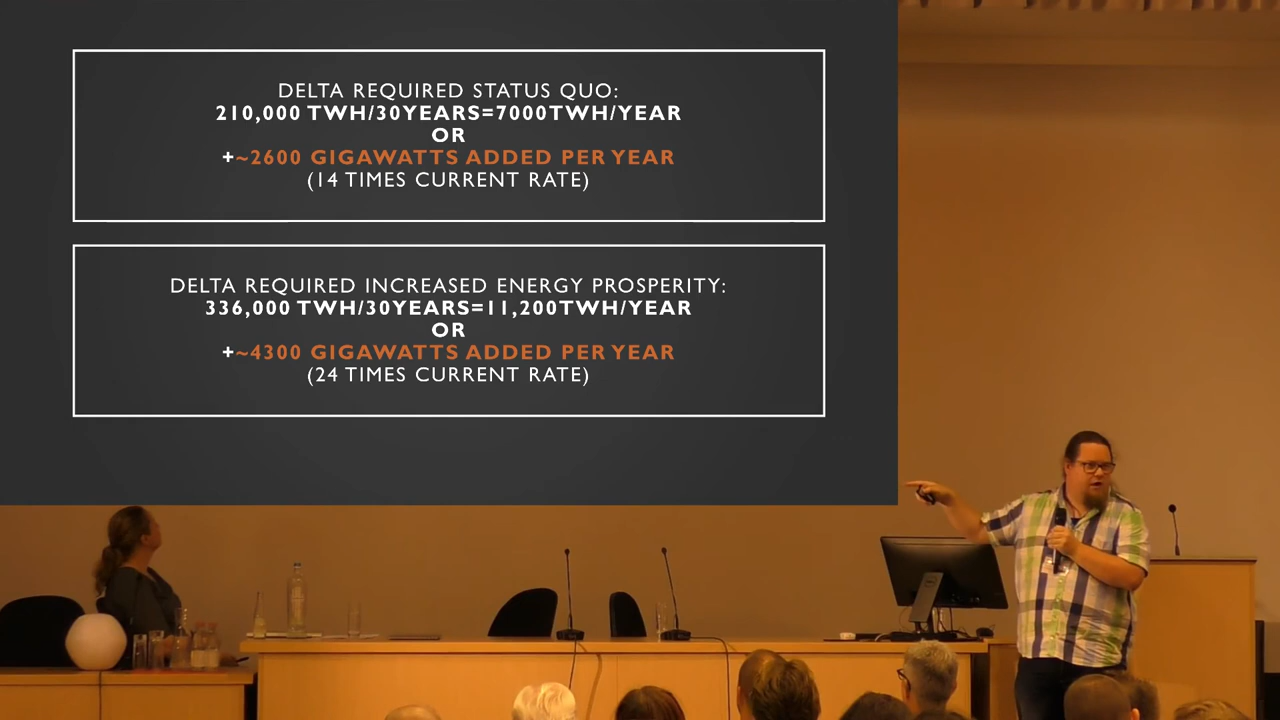 DELTA REQUIRED STATUS QUO:
210,000 TWH/30YEARS=7000TWH/YEAR
OR
+~2600 GIGAWATTS ADDED PER YEAR
(14 TIMES CURRENT RATE)
DELTA REQUIRED INCREASED ENERGY PROSPERITY:
336,000 TWH/30YEARS=11,200TWH/YEAR
OR
+~4300 GIGAWATTS ADDED PER YEAR
(24 TIMES CURRENT RATE)